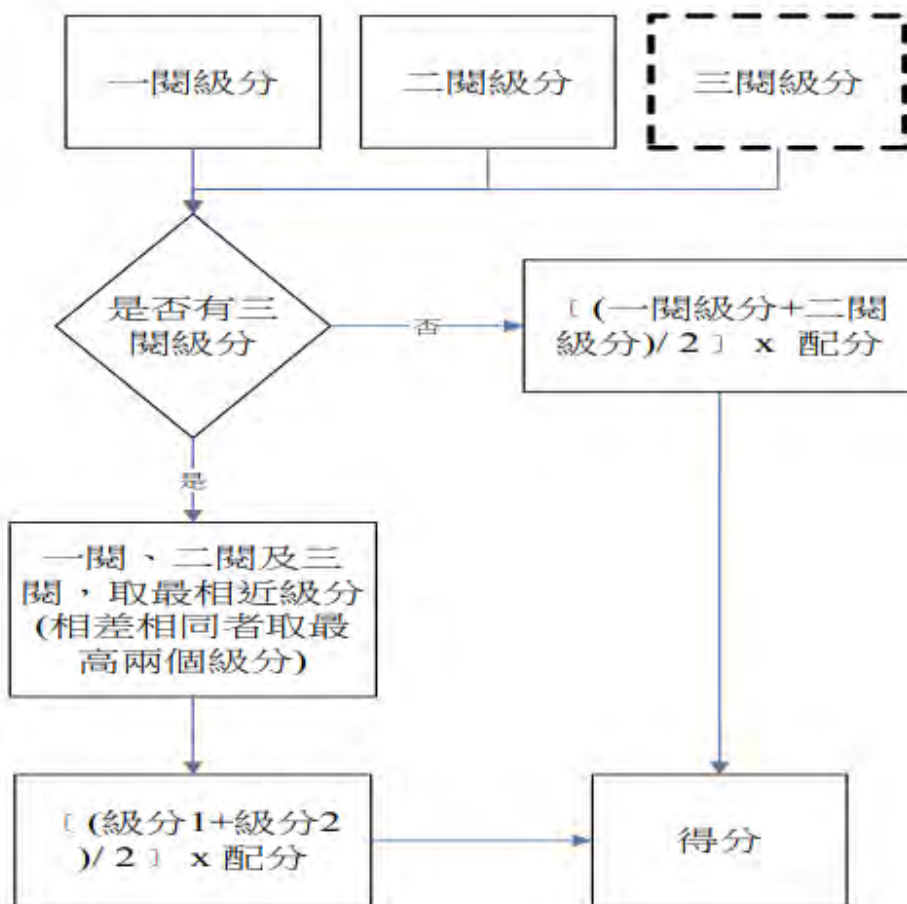 一閱級分
二閱級分
三閱級分
是否有三
閱級分
否
﹝(一閱級分+二閱
級分)/ 2﹞ x 配分
是
一閱、二閱及三
閱，取最相近級分
(相差相同者取最
高兩個級分)
﹝(級分1+級分2
)/ 2﹞ x 配分
得分